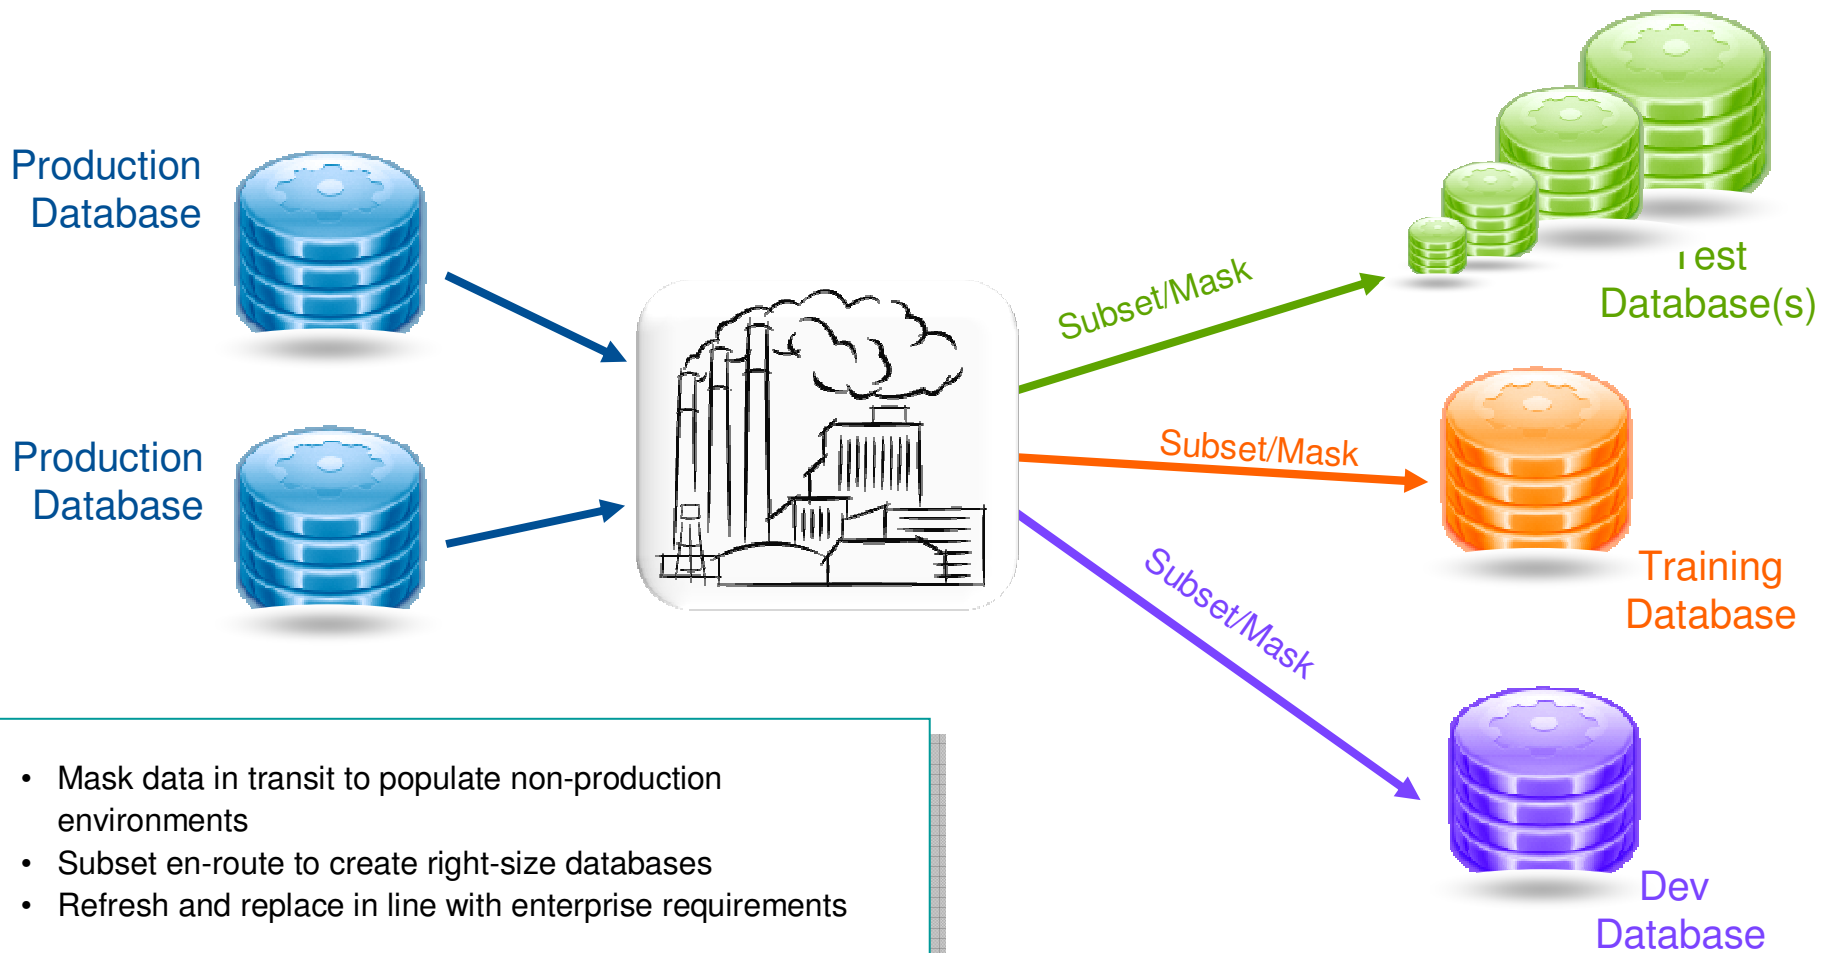 Production
Database
Production
Database
Subset/Mask
Subset/Mask
Subset/Mask
Test
Database(s)
Training
Database
Dev
Database
• Mask data in transit to populate non-production
environments
• Subset en-route to create right-size databases
• Refresh and replace in line with enterprise requirements